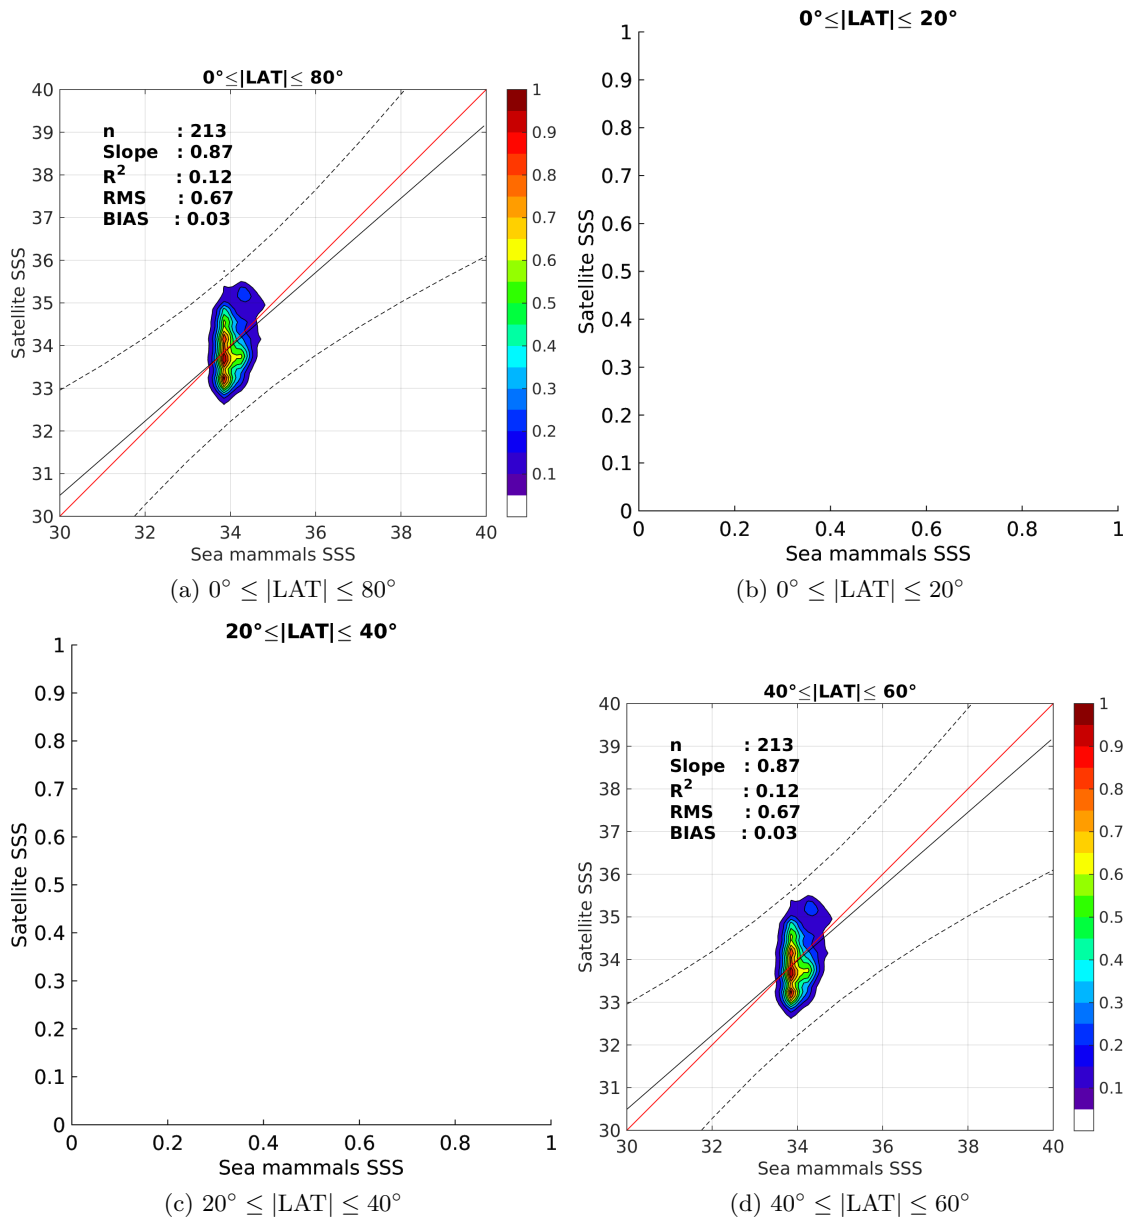 0°≤|LAT|≤ 80°
40
39
38
37
36
35
34
33
32
31
30
n : 213
Slope : 0.87
R² : 0.12
RMS : 0.67
BIAS : 0.03
Satellite SSS
30 32 34 36 38 40
Sea mammals SSS
1
0.9
0.8
0.7
0.6
0.5
0.4
0.3
0.2
0.1
(a) 0° ≤ |LAT| ≤ 80°
0°≤|LAT|≤ 20°
1
0.9
0.8
0.7
0.6
0.5
0.4
0.3
0.2
0.1
0
Satellite SSS
0 0.2 0.4 0.6 0.8 1
Sea mammals SSS
(b) 0° ≤ |LAT| ≤ 20°
20°≤|LAT|≤ 40°
1
0.9
0.8
0.7
0.6
0.5
0.4
0.3
0.2
0.1
0
Satellite SSS
0 0.2 0.4 0.6 0.8 1
Sea mammals SSS
(c) 20° ≤ |LAT| ≤ 40°
40°≤|LAT|≤ 60°
40
39
38
37
36
35
34
33
32
31
30
n : 213
Slope : 0.87
R² : 0.12
RMS : 0.67
BIAS : 0.03
Satellite SSS
30 32 34 36 38 40
Sea mammals SSS
1
0.9
0.8
0.7
0.6
0.5
0.4
0.3
0.2
0.1
(d) 40° ≤ |LAT| ≤ 60°